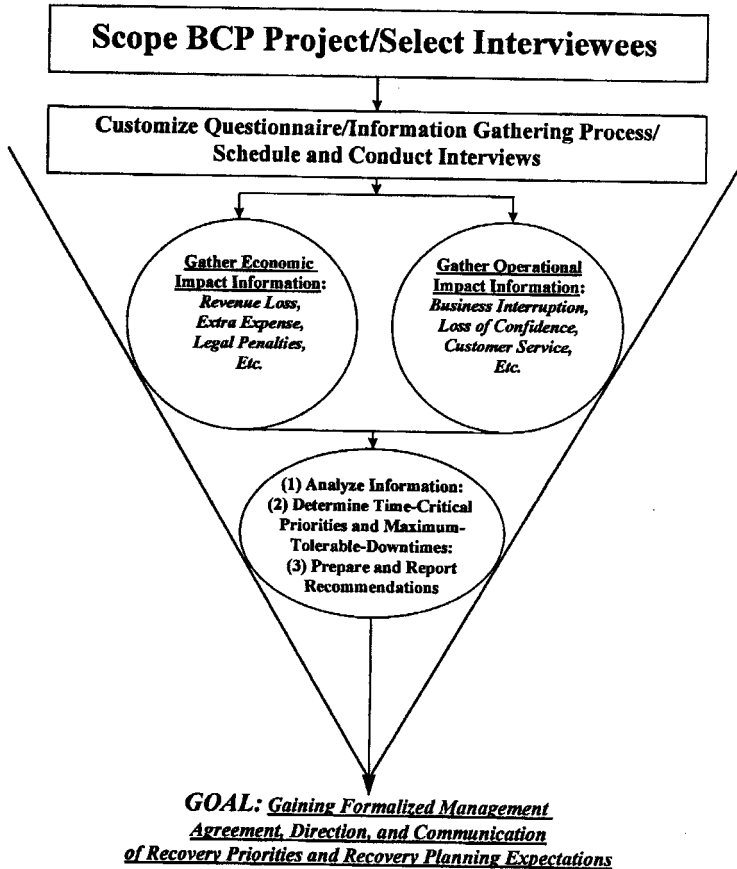 Scope BCP Project/Select Interviewees
Customize Questionnaire/Information Gathering Process/
Schedule and Conduct Interviews
Gather Economic
Impact Information:
Revenue Loss,
Extra Expense,
Legal Penalties,
Etc.
Gather Operational
Impact Information:
Business Interruption,
Loss of Confidence,
Customer Service,
Etc.
(1) Analyze Information:
(2) Determine Time-Critical
Priorities and Maximum-
Tolerable-Downtimes:
(3) Prepare and Report
Recommendations
GOAL: Gaining Formalized Management
Agreement, Direction, and Communication
of Recovery Priorities and Recovery Planning Expectations